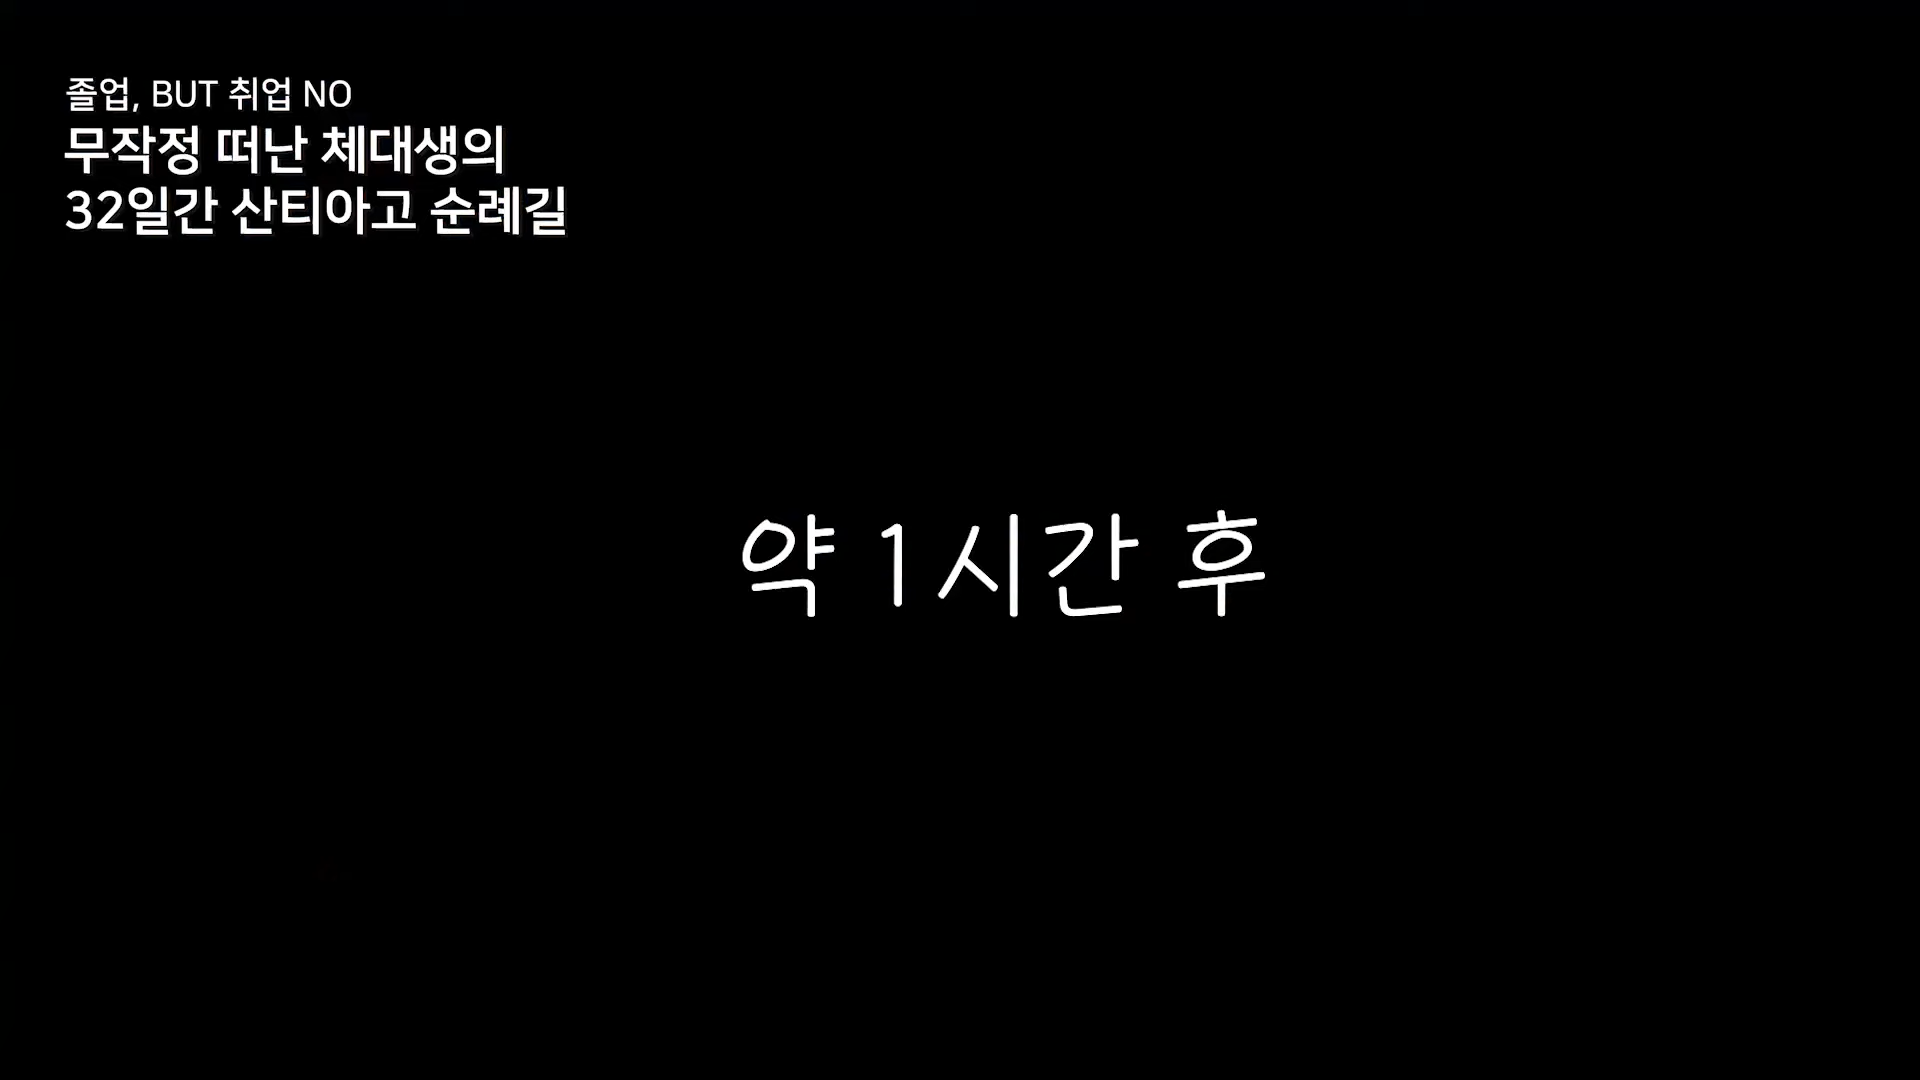 졸업, BUT 취업 NO
무작정 떠난 체대생의
32일간 산티아고 순례길
약 1시간 후